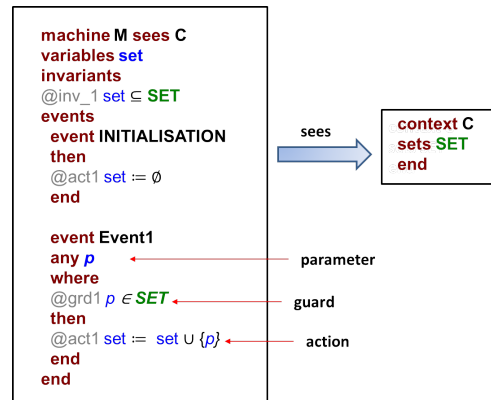 machine M sees C
variables set
invariants
@inv_1 set ⊆ SET
events
event INITIALISATION
then
@act1 set ≔ ∅
end
event Event1
any p
where
@grd1 p ∈ SET
then
@act1 set ≔ set ∪ {p}
end
end
sees
context C
sets SET
end
parameter
guard
action